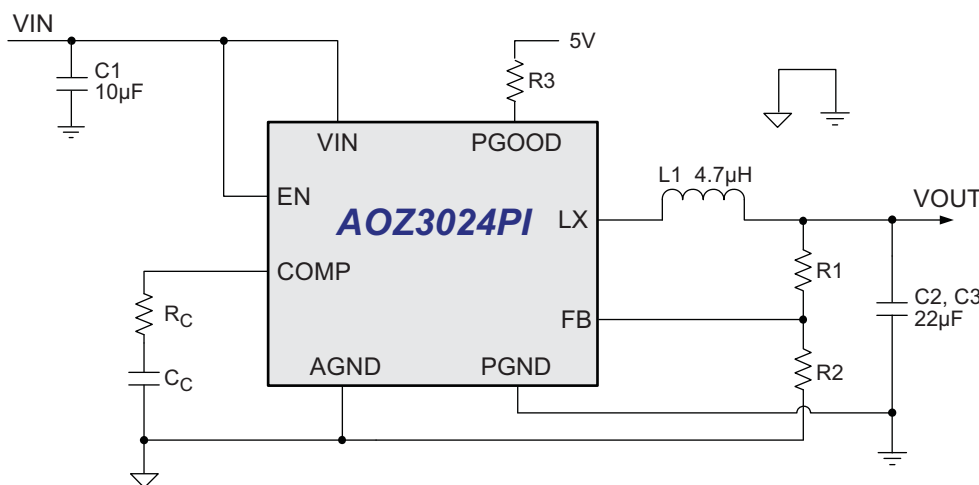 VIN
5V
C1
10µF
R3
VIN
PGOOD
L1 4.7µH
EN
AOZ3024PI
LX
VOUT
COMP
R1
C2, C3
22µF
RC
FB
CC
AGND
PGND
R2